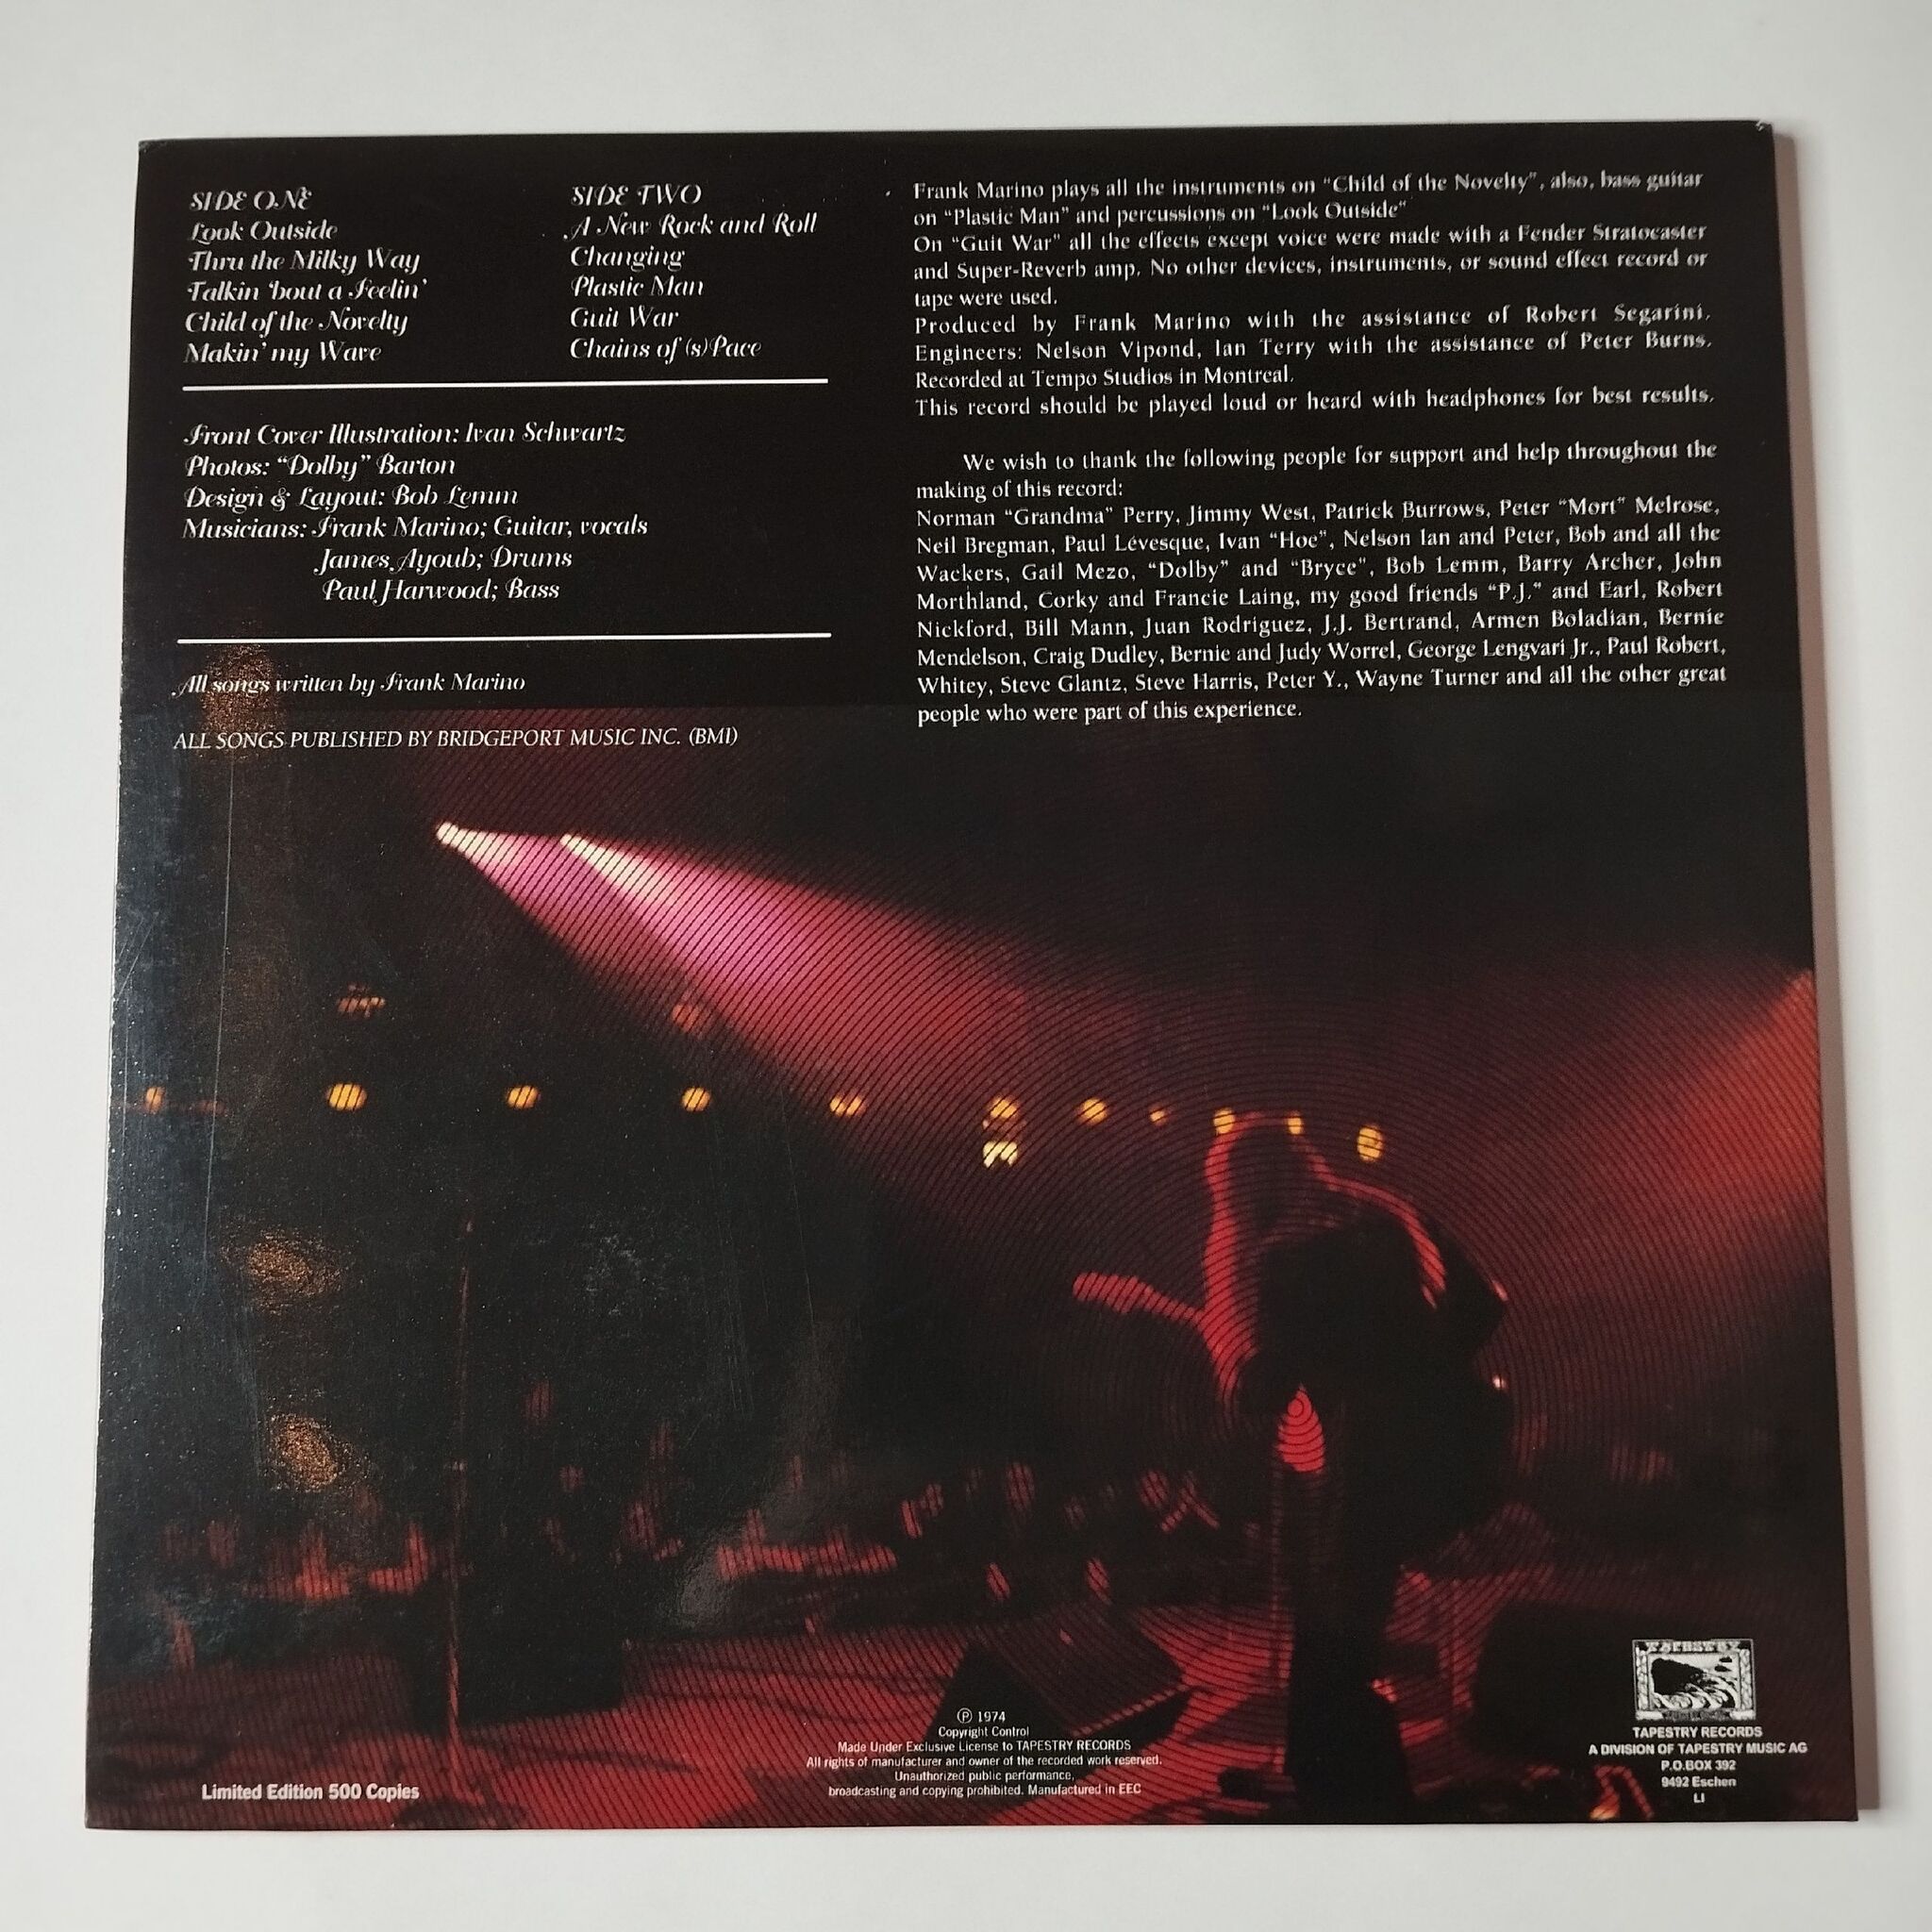 SIDE ONE
Look Outside
Thru the Milky Way
Talkin 'bout a Feelin'
Child of the Novelty
Makin' my Wave
SIDE TWO
A New Rock and Roll
Changing
Plastic Man
Guit War
Chains of (s)Pace
Front Cover Illustration: Ivan Schwartz
Photos: "Dolby" Barton
Design & Layout: Bob Lemm
Musicians: Frank Marino; Guitar, vocals
James Ayoub; Drums
Paul Harwood; Bass
All songs written by Frank Marino
ALL SONGS PUBLISHED BY BRIDGEPORT MUSIC INC. (BMI)
Frank Marino plays all the instruments on "Child of the Novelty", also, bass guitar
on "Plastic Man" and percussions on "Look Outside"
On "Guit War" all the effects except voice were made with a Fender Stratocaster
and Super-Reverb amp. No other devices, instruments, or sound effect record or
tape were used.
Produced by Frank Marino with the assistance of Robert Segarini.
Engineers: Nelson Vipond, Ian Terry with the assistance of Peter Burns.
Recorded at Tempo Studios in Montreal.
This record should be played loud or heard with headphones for best results.
We wish to thank the following people for support and help throughout the
making of this record:
Norman "Grandma" Perry, Jimmy West, Patrick Burrows, Peter "Mort" Melrose,
Neil Bregman, Paul Lévesque, Ivan "Hoe", Nelson Ian and Peter, Bob and all the
Wackers, Gail Mezo, "Dolby" and "Bryce", Bob Lemm, Barry Archer, John
Morthland, Corky and Francie Laing, my good friends "P.J." and Earl, Robert
Nickford, Bill Mann, Juan Rodriguez, J.J. Bertrand, Armen Boladian, Bernie
Mendelson, Craig Dudley, Bernie and Judy Worrel, George Lengvari Jr., Paul Robert,
Whitey, Steve Glantz, Steve Harris, Peter Y., Wayne Turner and all the other great
people who were part of this experience.
Limited Edition 500 Copies
℗ 1974
Copyright Control
Made Under Exclusive License to TAPESTRY RECORDS
All rights of manufacturer and owner of the recorded work reserved.
Unauthorized public performance,
broadcasting and copying prohibited. Manufactured in EEC
TAPESTRY
TAPESTRY RECORDS
A DIVISION OF TAPESTRY MUSIC AG
P.O.BOX 392
9492 Eschen
LI